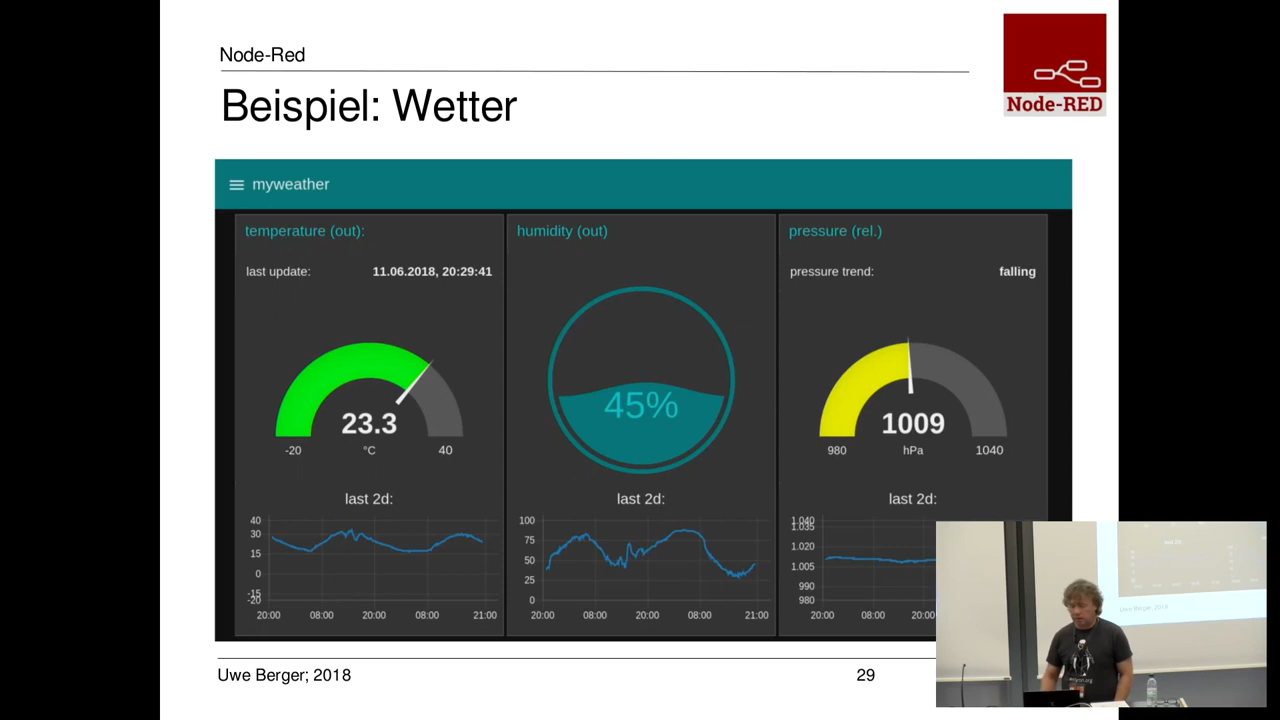 Node-Red
Node-RED
Beispiel: Wetter
myweather
temperature (out):
last update: 11.06.2018, 20:29:41
23.3
-20 °C 40
last 2d:
40
30
15
0
-15
-20
20:00 08:00 20:00 08:00 21:00
humidity (out)
45%
last 2d:
100
75
50
25
0
20:00 08:00 20:00 08:00 21:00
pressure (rel.)
pressure trend: falling
1009
980 hPa 1040
last 2d:
1.040
1.035
1.020
1.005
990
980
20:00 08:00
Uwe Berger; 2018
29
Uwe Berger, 2018